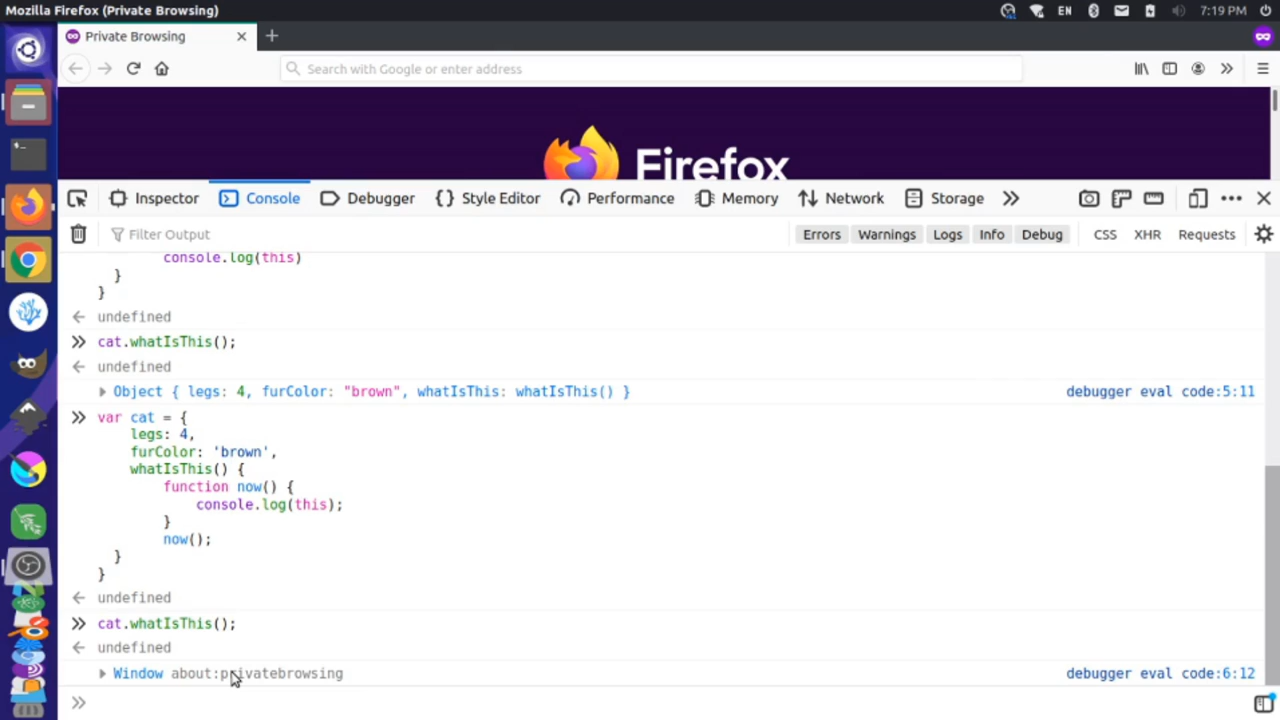 Mozilla Firefox (Private Browsing)
EN
7:19 PM
Private Browsing
Search with Google or enter address
Firefox
Inspector
Console
Debugger
{ } Style Editor
Performance
Memory
Network
Storage
Filter Output
Errors
Warnings
Logs
Info
Debug
CSS
XHR
Requests
console.log(this)
}
}
undefined
cat.whatIsThis();
undefined
Object { legs: 4, furColor: "brown", whatIsThis: whatIsThis() }
debugger eval code:5:11
var cat = {
legs: 4,
furColor: 'brown',
whatIsThis() {
function now() {
console.log(this);
}
now();
}
}
undefined
cat.whatIsThis();
undefined
Window about:privatebrowsing
debugger eval code:6:12